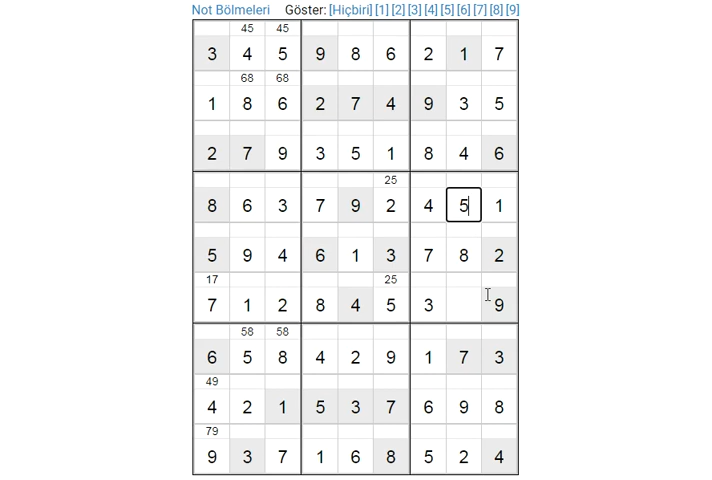 Not Bölmeleri Göster: [Hiçbiri] [1] [2] [3] [4] [5] [6] [7] [8] [9]
45 45
3 4 5 9 8 6 2 1 7
68 68
1 8 6 2 7 4 9 3 5
2 7 9 3 5 1 8 4 6
25
8 6 3 7 9 2 4 5 1
5 9 4 6 1 3 7 8 2
17 25
7 1 2 8 4 5 3 9
58 58
6 5 8 4 2 9 1 7 3
49
4 2 1 5 3 7 6 9 8
79
9 3 7 1 6 8 5 2 4